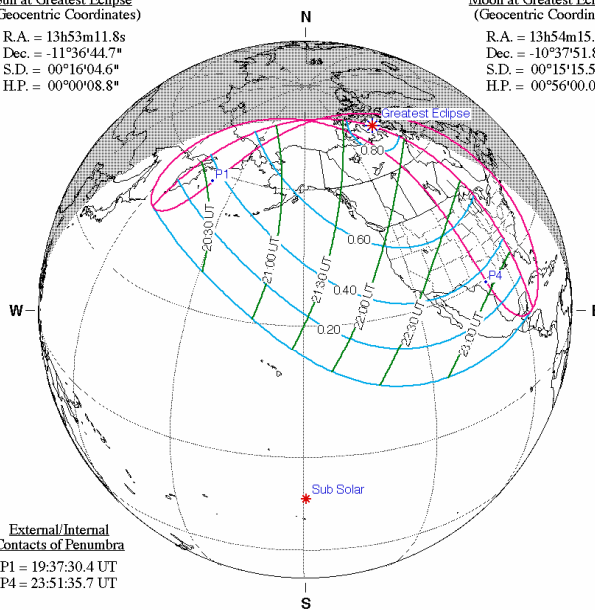 Sun at Greatest Eclipse
(Geocentric Coordinates)
R.A. = 13h53m11.8s
Dec. = -11°36'44.7"
S.D. = 00°16'04.6"
H.P. = 00°00'08.8"
N
Moon at Greatest Ecl
(Geocentric Coordin
R.A. = 13h54m15.
Dec. = -10°37'51.8
S.D. = 00°15'15.5
H.P. = 00°56'00.0
Greatest Eclipse
0.80
P1
20:30 UT
21:00 UT
21:30 UT
22:00 UT
22:30 UT
23:00 UT
0.60
0.40
0.20
P4
W
E
Sub Solar
External/Internal
Contacts of Penumbra
P1 = 19:37:30.4 UT
P4 = 23:51:35.7 UT
S